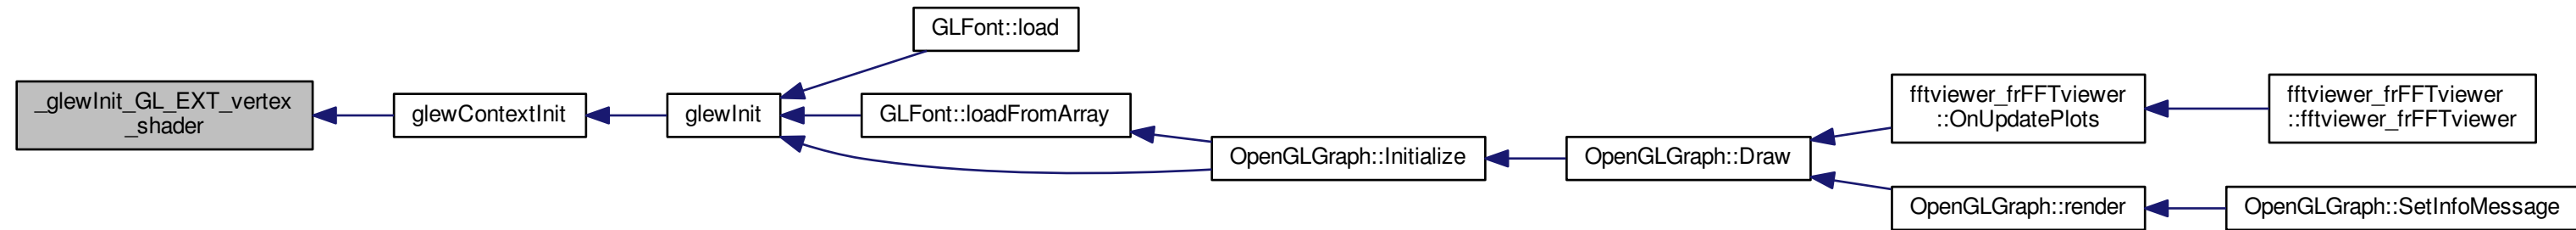 _glewInit_GL_EXT_vertex
_shader
glewContextInit
glewInit
GLFont::load
GLFont::loadFromArray
OpenGLGraph::Initialize
OpenGLGraph::Draw
fftviewer_frFFTviewer
::OnUpdatePlots
fftviewer_frFFTviewer
::fftviewer_frFFTviewer
OpenGLGraph::render
OpenGLGraph::SetInfoMessage